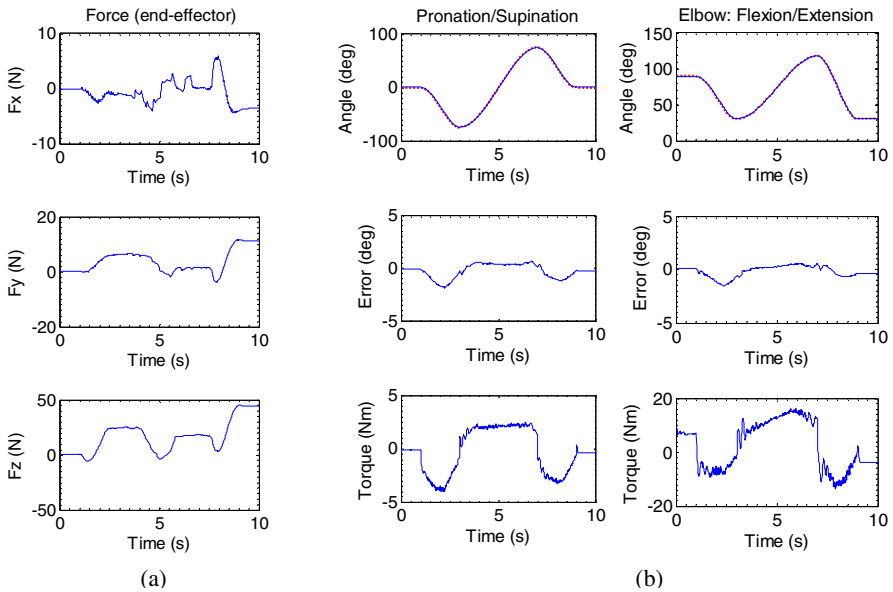 Force (end-effector)
10
0
-10
Fx (N)
0 5 10
Time (s)
20
0
-20
Fy (N)
0 5 10
Time (s)
50
0
-50
Fz (N)
0 5 10
Time (s)
(a)
Pronation/Supination
100
0
-100
Angle (deg)
0 5 10
Time (s)
5
0
-5
Error (deg)
0 5 10
Time (s)
5
0
-5
Torque (Nm)
0 5 10
Time (s)
Elbow: Flexion/Extension
150
100
50
0
Angle (deg)
0 5 10
Time (s)
5
0
-5
Error (deg)
0 5 10
Time (s)
20
0
-20
Torque (Nm)
0 5 10
Time (s)
(b)